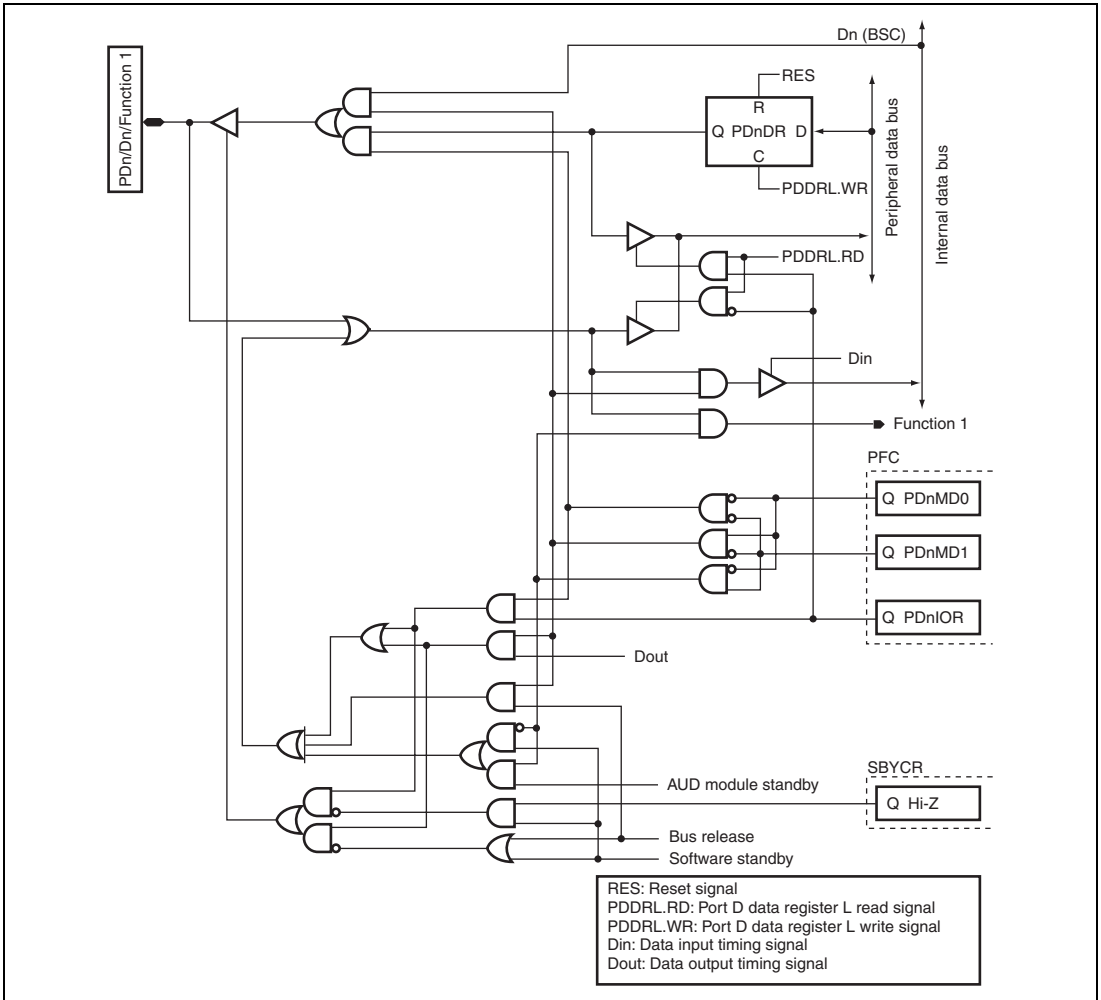 PDn/Dn/Function 1
Dn (BSC)
RES
R
Q PDnDR D
C
PDDRL.WR
Peripheral data bus
Internal data bus
PDDRL.RD
Din
Function 1
PFC
Q PDnMD0
Q PDnMD1
Q PDnIOR
Dout
AUD module standby
SBYCR
Q Hi-Z
Bus release
Software standby
RES: Reset signal
PDDRL.RD: Port D data register L read signal
PDDRL.WR: Port D data register L write signal
Din: Data input timing signal
Dout: Data output timing signal